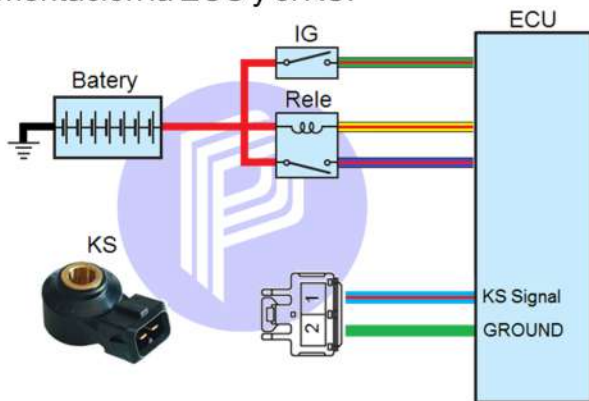 ECU
IG
Batery
Rele
KS
1
2
KS Signal
GROUND